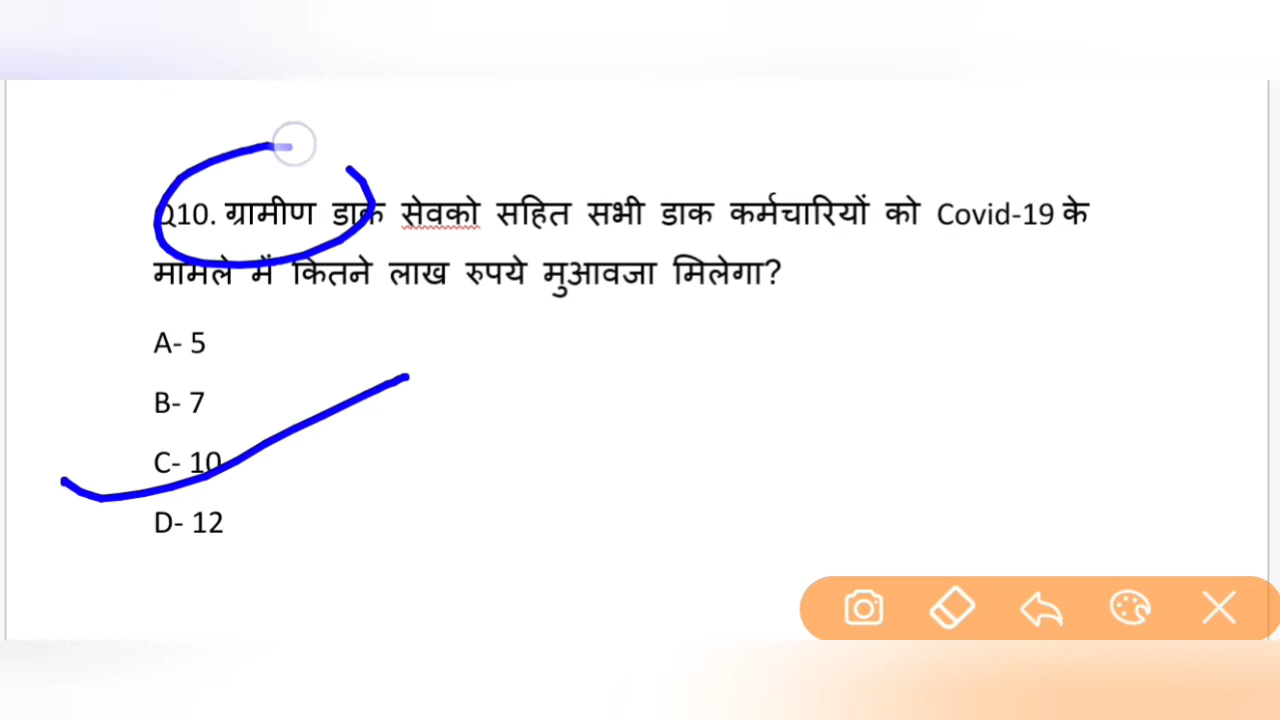 Q10. ग्रामीण डाक सेवको सहित सभी डाक कर्मचारियों को Covid-19 के
मामले में कितने लाख रुपये मुआवजा मिलेगा?
A- 5
B- 7
C- 10
D- 12